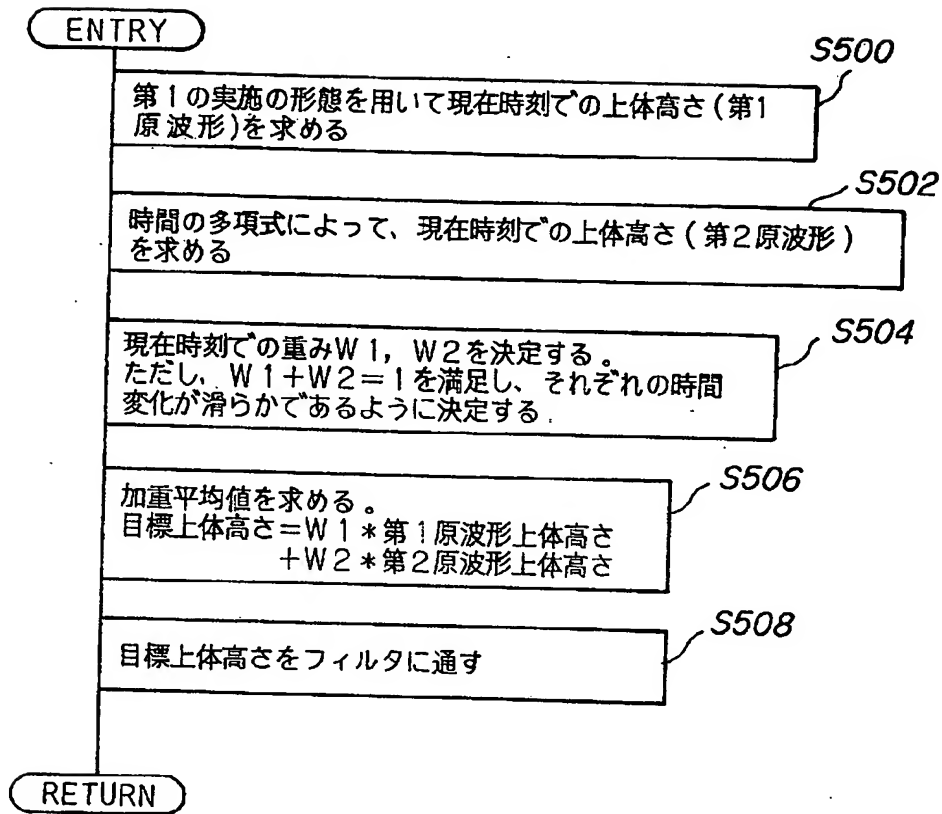 ENTRY
S500
第1の実施の形態を用いて現在時刻での上体高さ(第1
原波形)を求める
S502
時間の多項式によって、現在時刻での上体高さ(第2原波形)
を求める
S504
現在時刻での重みW1,W2を決定する。
ただし、W1+W2=1を満足し、それぞれの時間
変化が滑らかであるように決定する.
S506
加重平均値を求める。
目標上体高さ=W1*第1原波形上体高さ
+W2*第2原波形上体高さ
S508
目標上体高さをフィルタに通す
RETURN